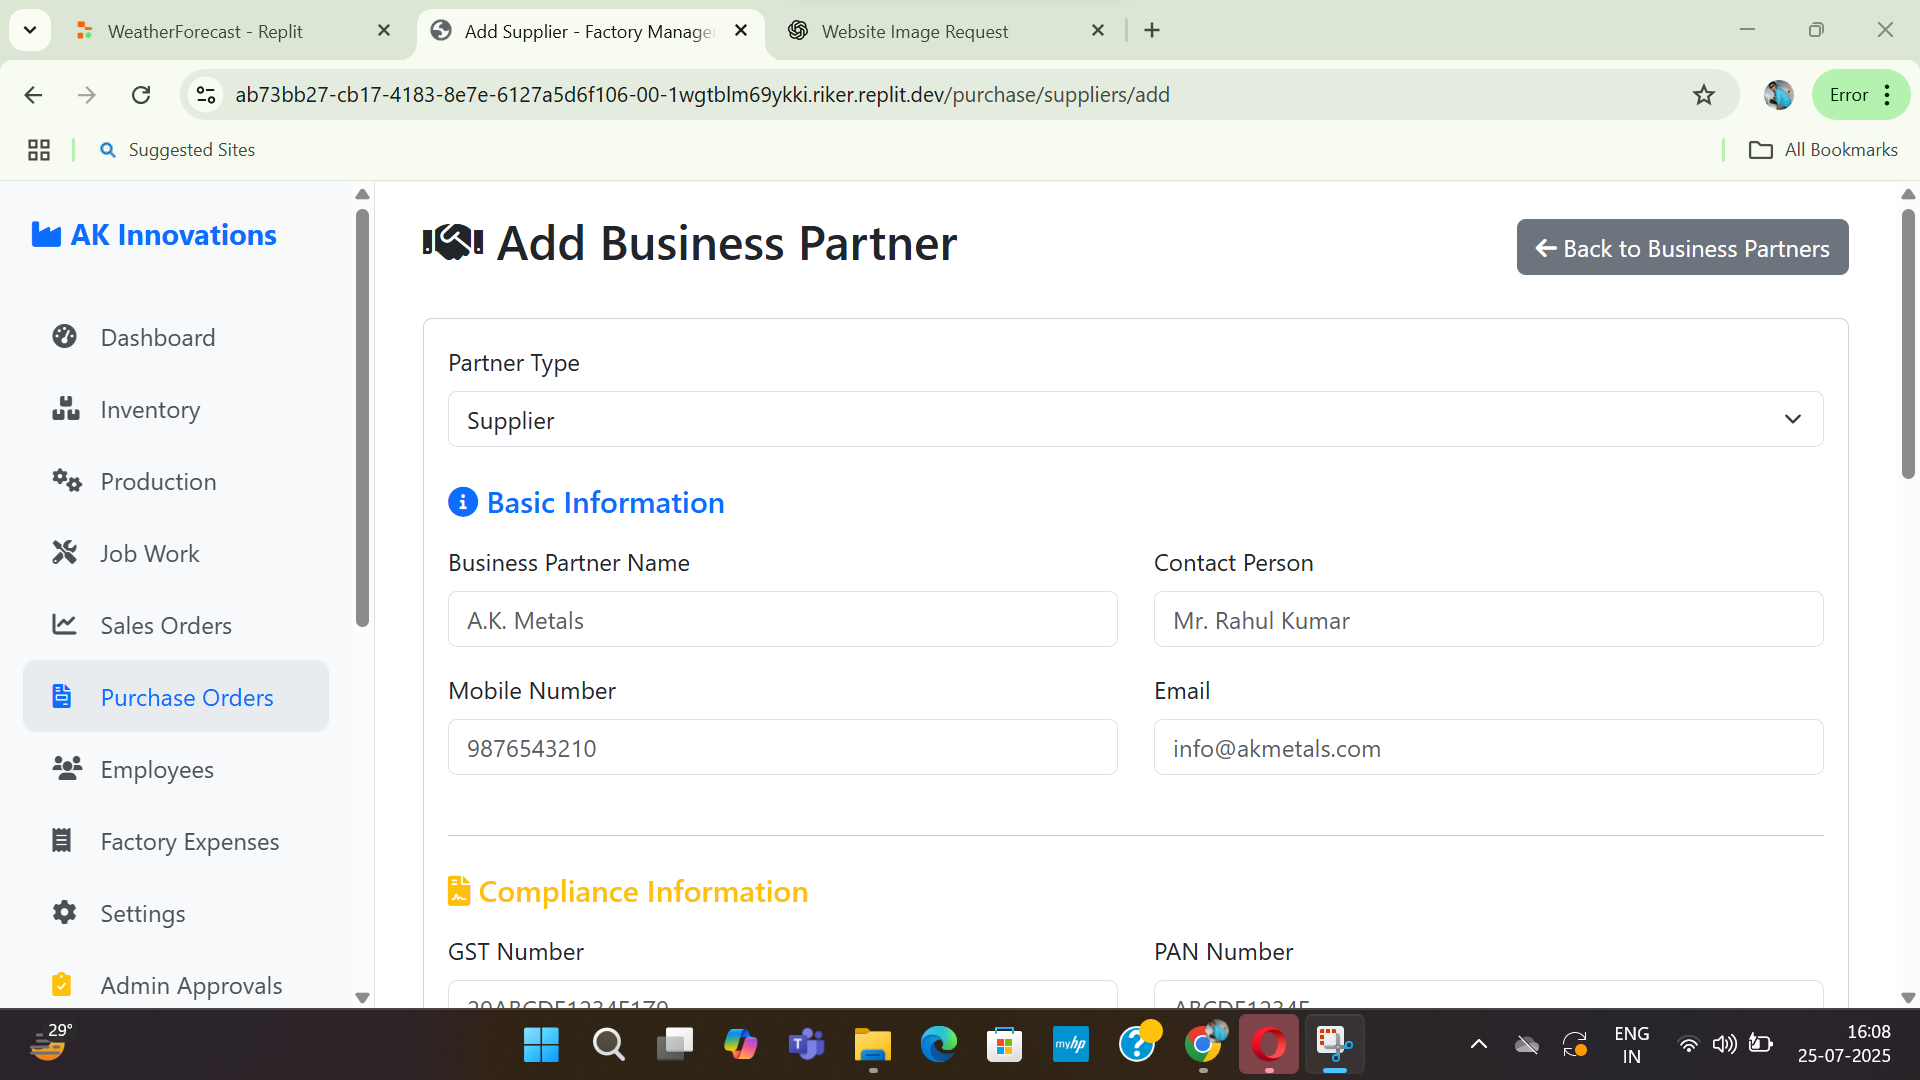 WeatherForecast - Replit
Add Supplier - Factory Manage
Website Image Request
ab73bb27-cb17-4183-8e7e-6127a5d6f106-00-1wgtblm69ykki.riker.replit.dev/purchase/suppliers/add
Error
Suggested Sites
All Bookmarks
AK Innovations
Dashboard
Inventory
Production
Job Work
Sales Orders
Purchase Orders
Employees
Factory Expenses
Settings
Admin Approvals
Add Business Partner
Back to Business Partners
Partner Type
Supplier
Basic Information
Business Partner Name
Contact Person
A.K. Metals
Mr. Rahul Kumar
Mobile Number
Email
9876543210
info@akmetals.com
Compliance Information
GST Number
PAN Number
29ABCDE1234F1Z9
ABCDE1234F
29°
myhp
ENG
IN
16:08
25-07-2025